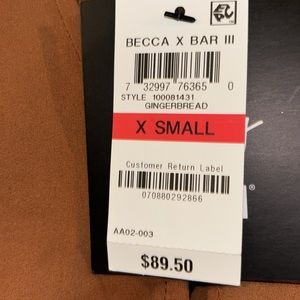 BECCA X BAR III
7 32997 76365 0
STYLE 100081431
GINGERBREAD
X SMALL
Customer Return Label
070880292866
AA02-003
$89.50